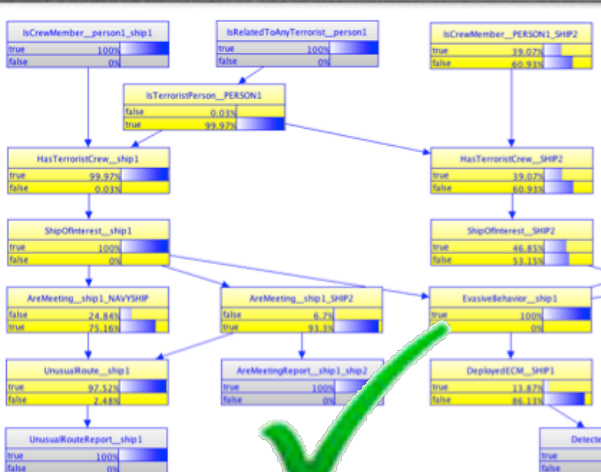 IsCrewMember__person1_ship1
true 100%
false 0%
IsRelatedToAnyTerrorist__person1
true 100%
false 0%
IsCrewMember__PERSON1_SHIP2
true 39.07%
false 60.93%
IsTerroristPerson__PERSON1
false 0.03%
true 99.97%
HasTerroristCrew__ship1
true 99.97%
false 0.03%
HasTerroristCrew__SHIP2
true 39.07%
false 60.93%
ShipOfInterest__ship1
true 100%
false 0%
ShipOfInterest__SHIP2
true 46.85%
false 53.15%
AreMeeting__ship1_NAVYSHIP
false 24.84%
true 75.16%
AreMeeting__ship1_SHIP2
false 6.7%
true 93.3%
EvasiveBehavior__ship1
true 100%
false 0%
UnusualRoute__ship1
true 97.52%
false 2.48%
AreMeetingReport__ship1_ship2
true 100%
false 0%
DeployedECM__SHIP1
true 13.87%
false 86.13%
UnusualRouteReport__ship1
true 100%
false 0%
Detecte
true
false